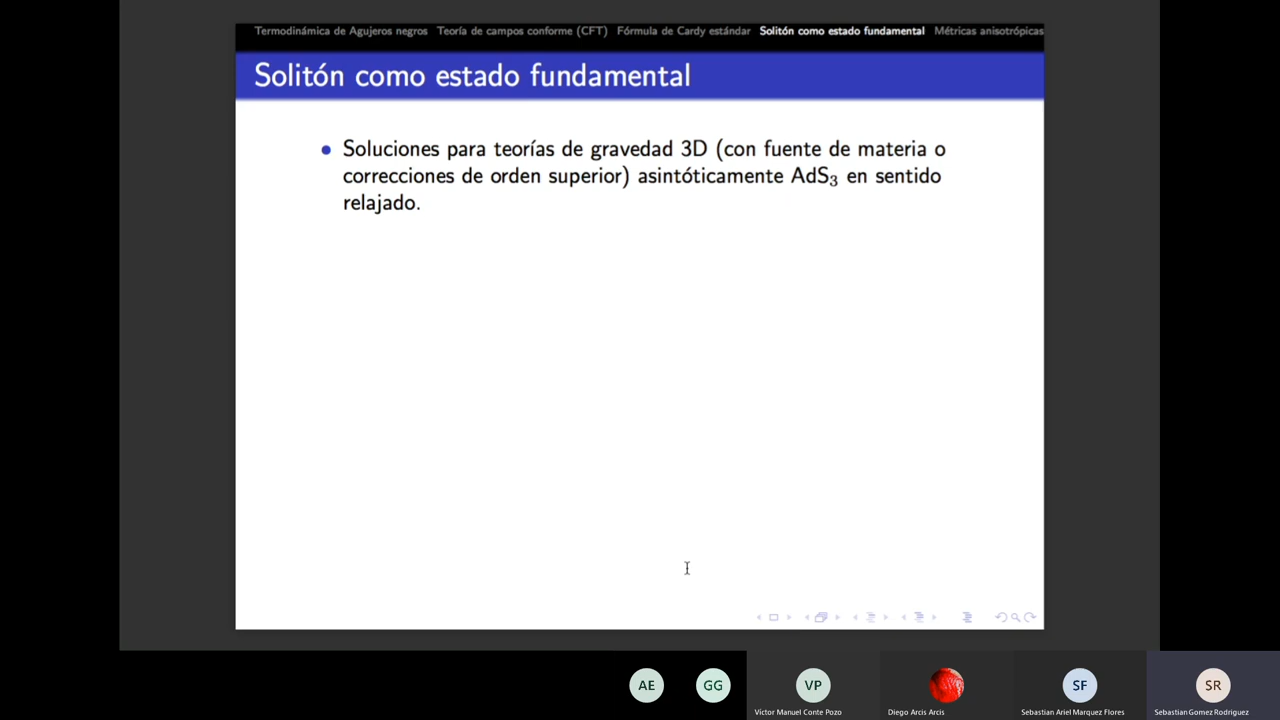 Termodinámica de Agujeros negros Teoría de campos conforme (CFT) Fórmula de Cardy estándar Solitón como estado fundamental Métricas anisotrópicas
Solitón como estado fundamental
• Soluciones para teorías de gravedad 3D (con fuente de materia o
correcciones de orden superior) asintóticamente AdS₃ en sentido
relajado.
AE GG VP SF SR
Víctor Manuel Conte Pozo Diego Arcis Arcis Sebastian Ariel Marquez Flores Sebastian Gomez Rodriguez